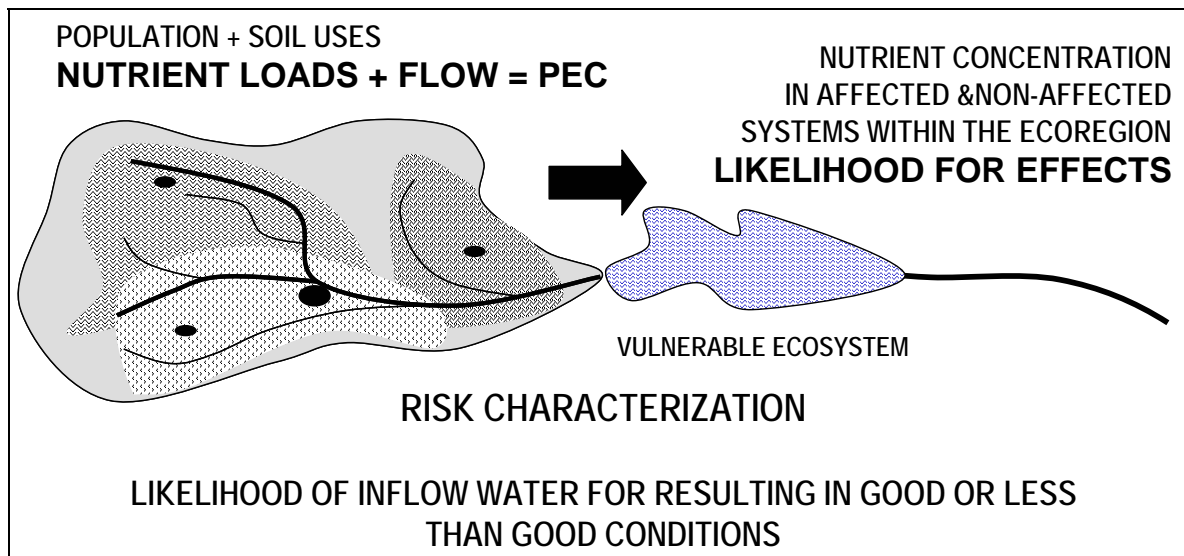 POPULATION + SOIL USES
NUTRIENT LOADS + FLOW = PEC
NUTRIENT CONCENTRATION
IN AFFECTED &NON-AFFECTED
SYSTEMS WITHIN THE ECOREGION
LIKELIHOOD FOR EFFECTS
VULNERABLE ECOSYSTEM
RISK CHARACTERIZATION
LIKELIHOOD OF INFLOW WATER FOR RESULTING IN GOOD OR LESS
THAN GOOD CONDITIONS